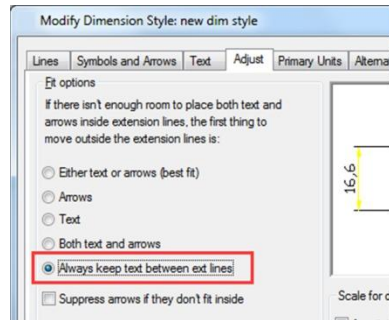 Modify Dimension Style: new dim style
Lines Symbols and Arrows Text Adjust Primary Units
Fit options
If there isn't enough room to place both text and
arrows inside extension lines, the first thing to
move outside the extension lines is:
Either text or arrows (best fit)
Arrows
Text
Both text and arrows
Always keep text between ext lines
Suppress arrows if they don't fit inside
16,6
Scale for